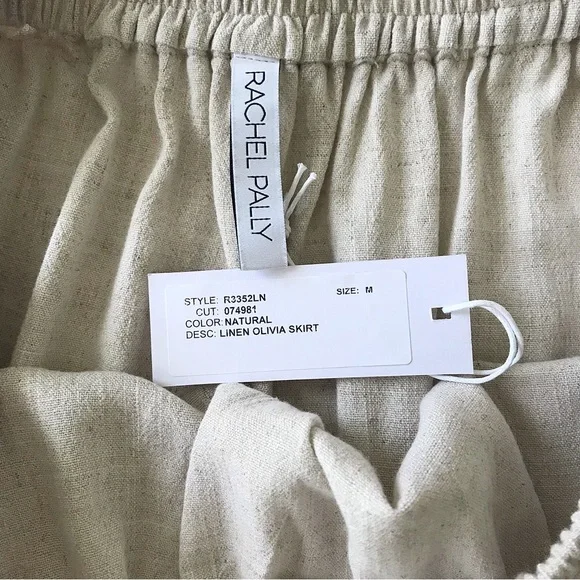 RACHEL PALLY
STYLE: R3352LN SIZE: M
CUT: 074981
COLOR: NATURAL
DESC: LINEN OLIVIA SKIRT